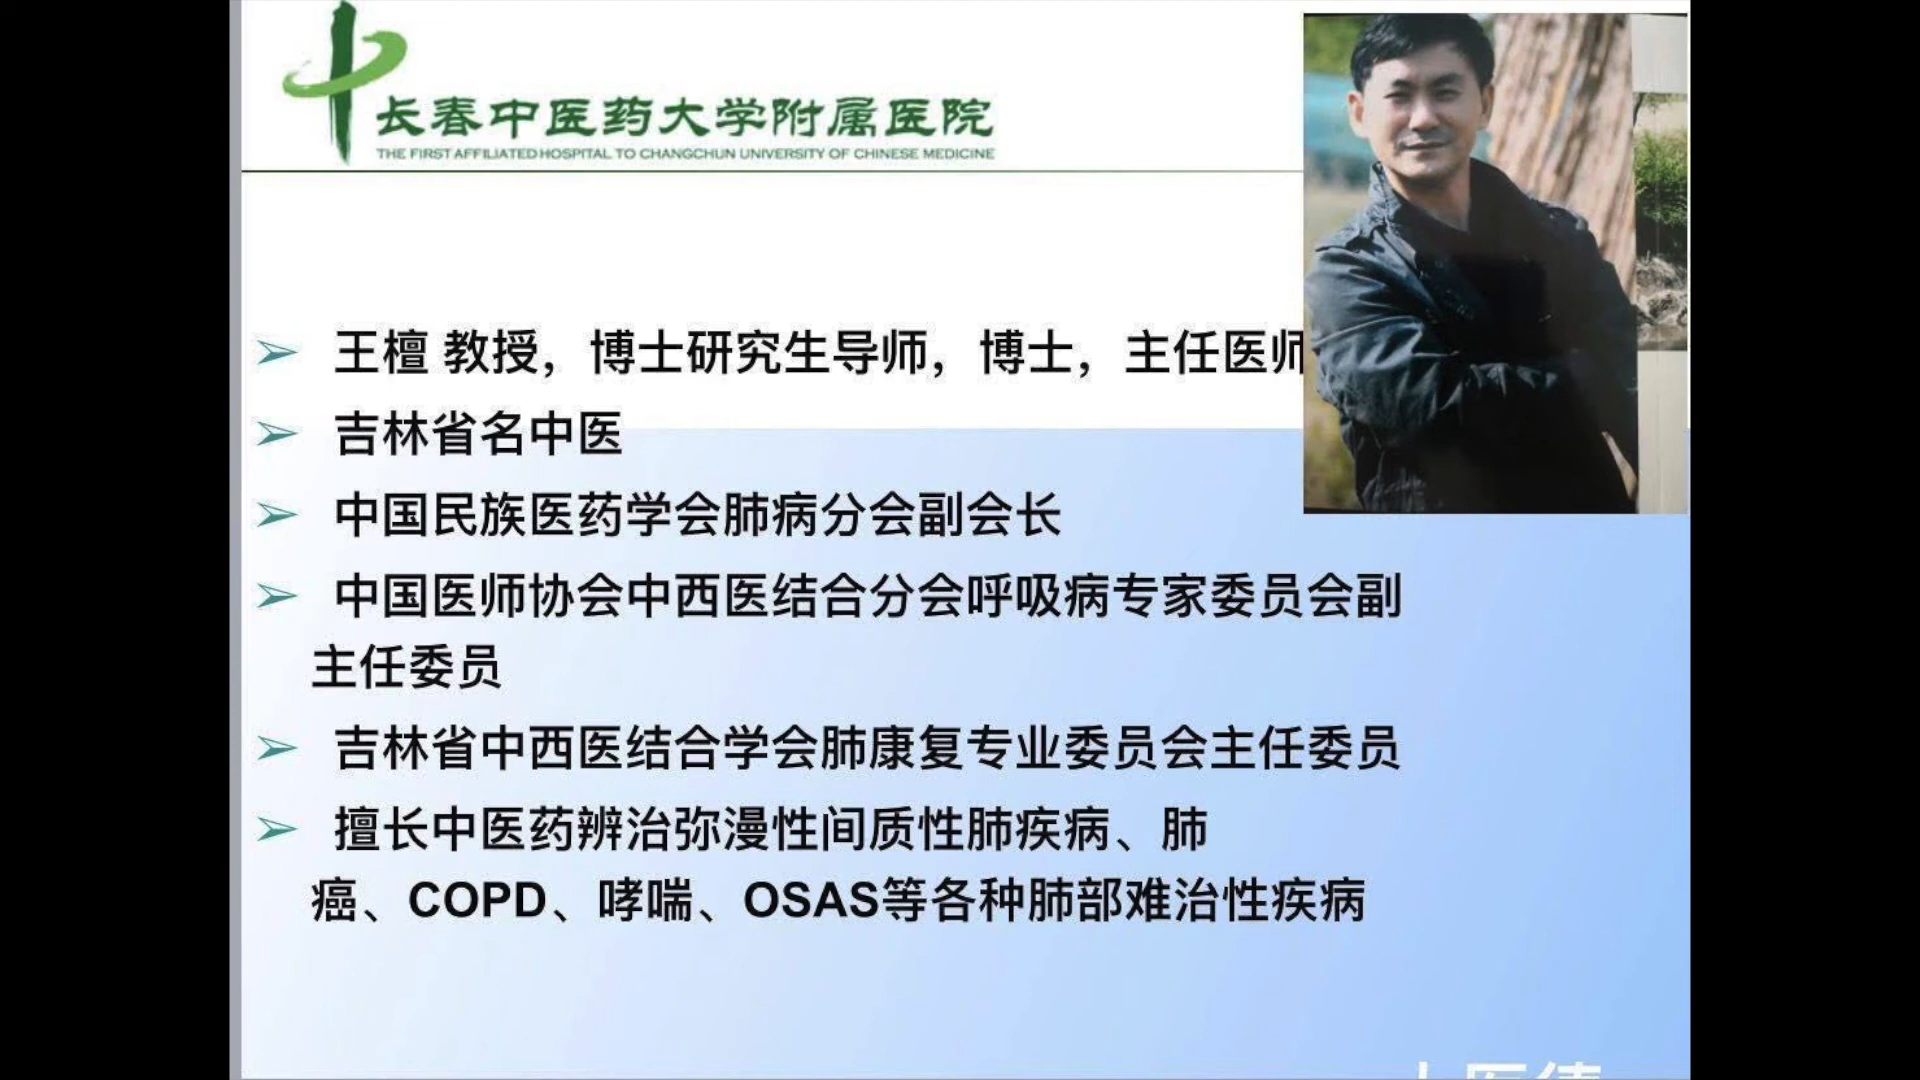 长春中医药大学附属医院
THE FIRST AFFILIATED HOSPITAL TO CHANGCHUN UNIVERSITY OF CHINESE MEDICINE
➢ 王檀 教授，博士研究生导师，博士，主任医师
➢ 吉林省名中医
➢ 中国民族医药学会肺病分会副会长
➢ 中国医师协会中西医结合分会呼吸病专家委员会副
主任委员
➢ 吉林省中西医结合学会肺康复专业委员会主任委员
➢ 擅长中医药辨治弥漫性间质性肺疾病、肺
癌、COPD、哮喘、OSAS等各种肺部难治性疾病